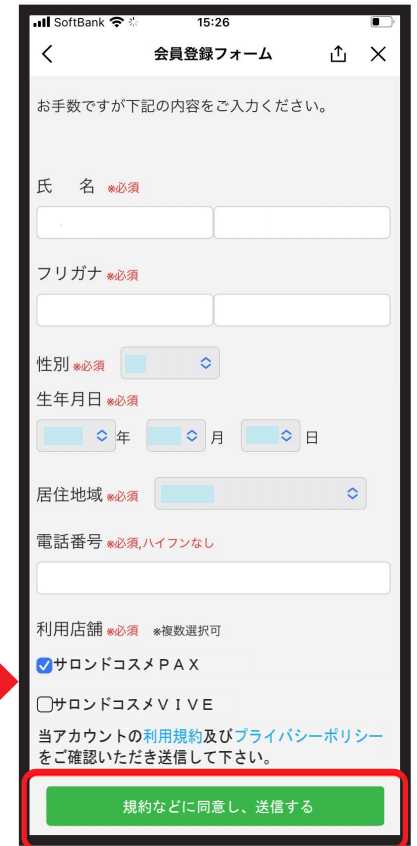 SoftBank 15:26
会員登録フォーム
お手数ですが下記の内容をご入力ください。
氏 名 ※必須
フリガナ ※必須
性別 ※必須
生年月日 ※必須
年 月 日
居住地域 ※必須
電話番号 ※必須,ハイフンなし
利用店舗 ※必須 ※複数選択可
サロンドコスメＰＡＸ
サロンドコスメＶＩＶＥ
当アカウントの利用規約及びプライバシーポリシー
をご確認いただき送信して下さい。
規約などに同意し、送信する